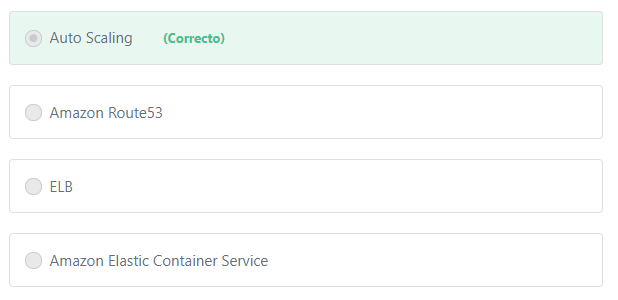 Auto Scaling (Correcto)
Amazon Route53
ELB
Amazon Elastic Container Service